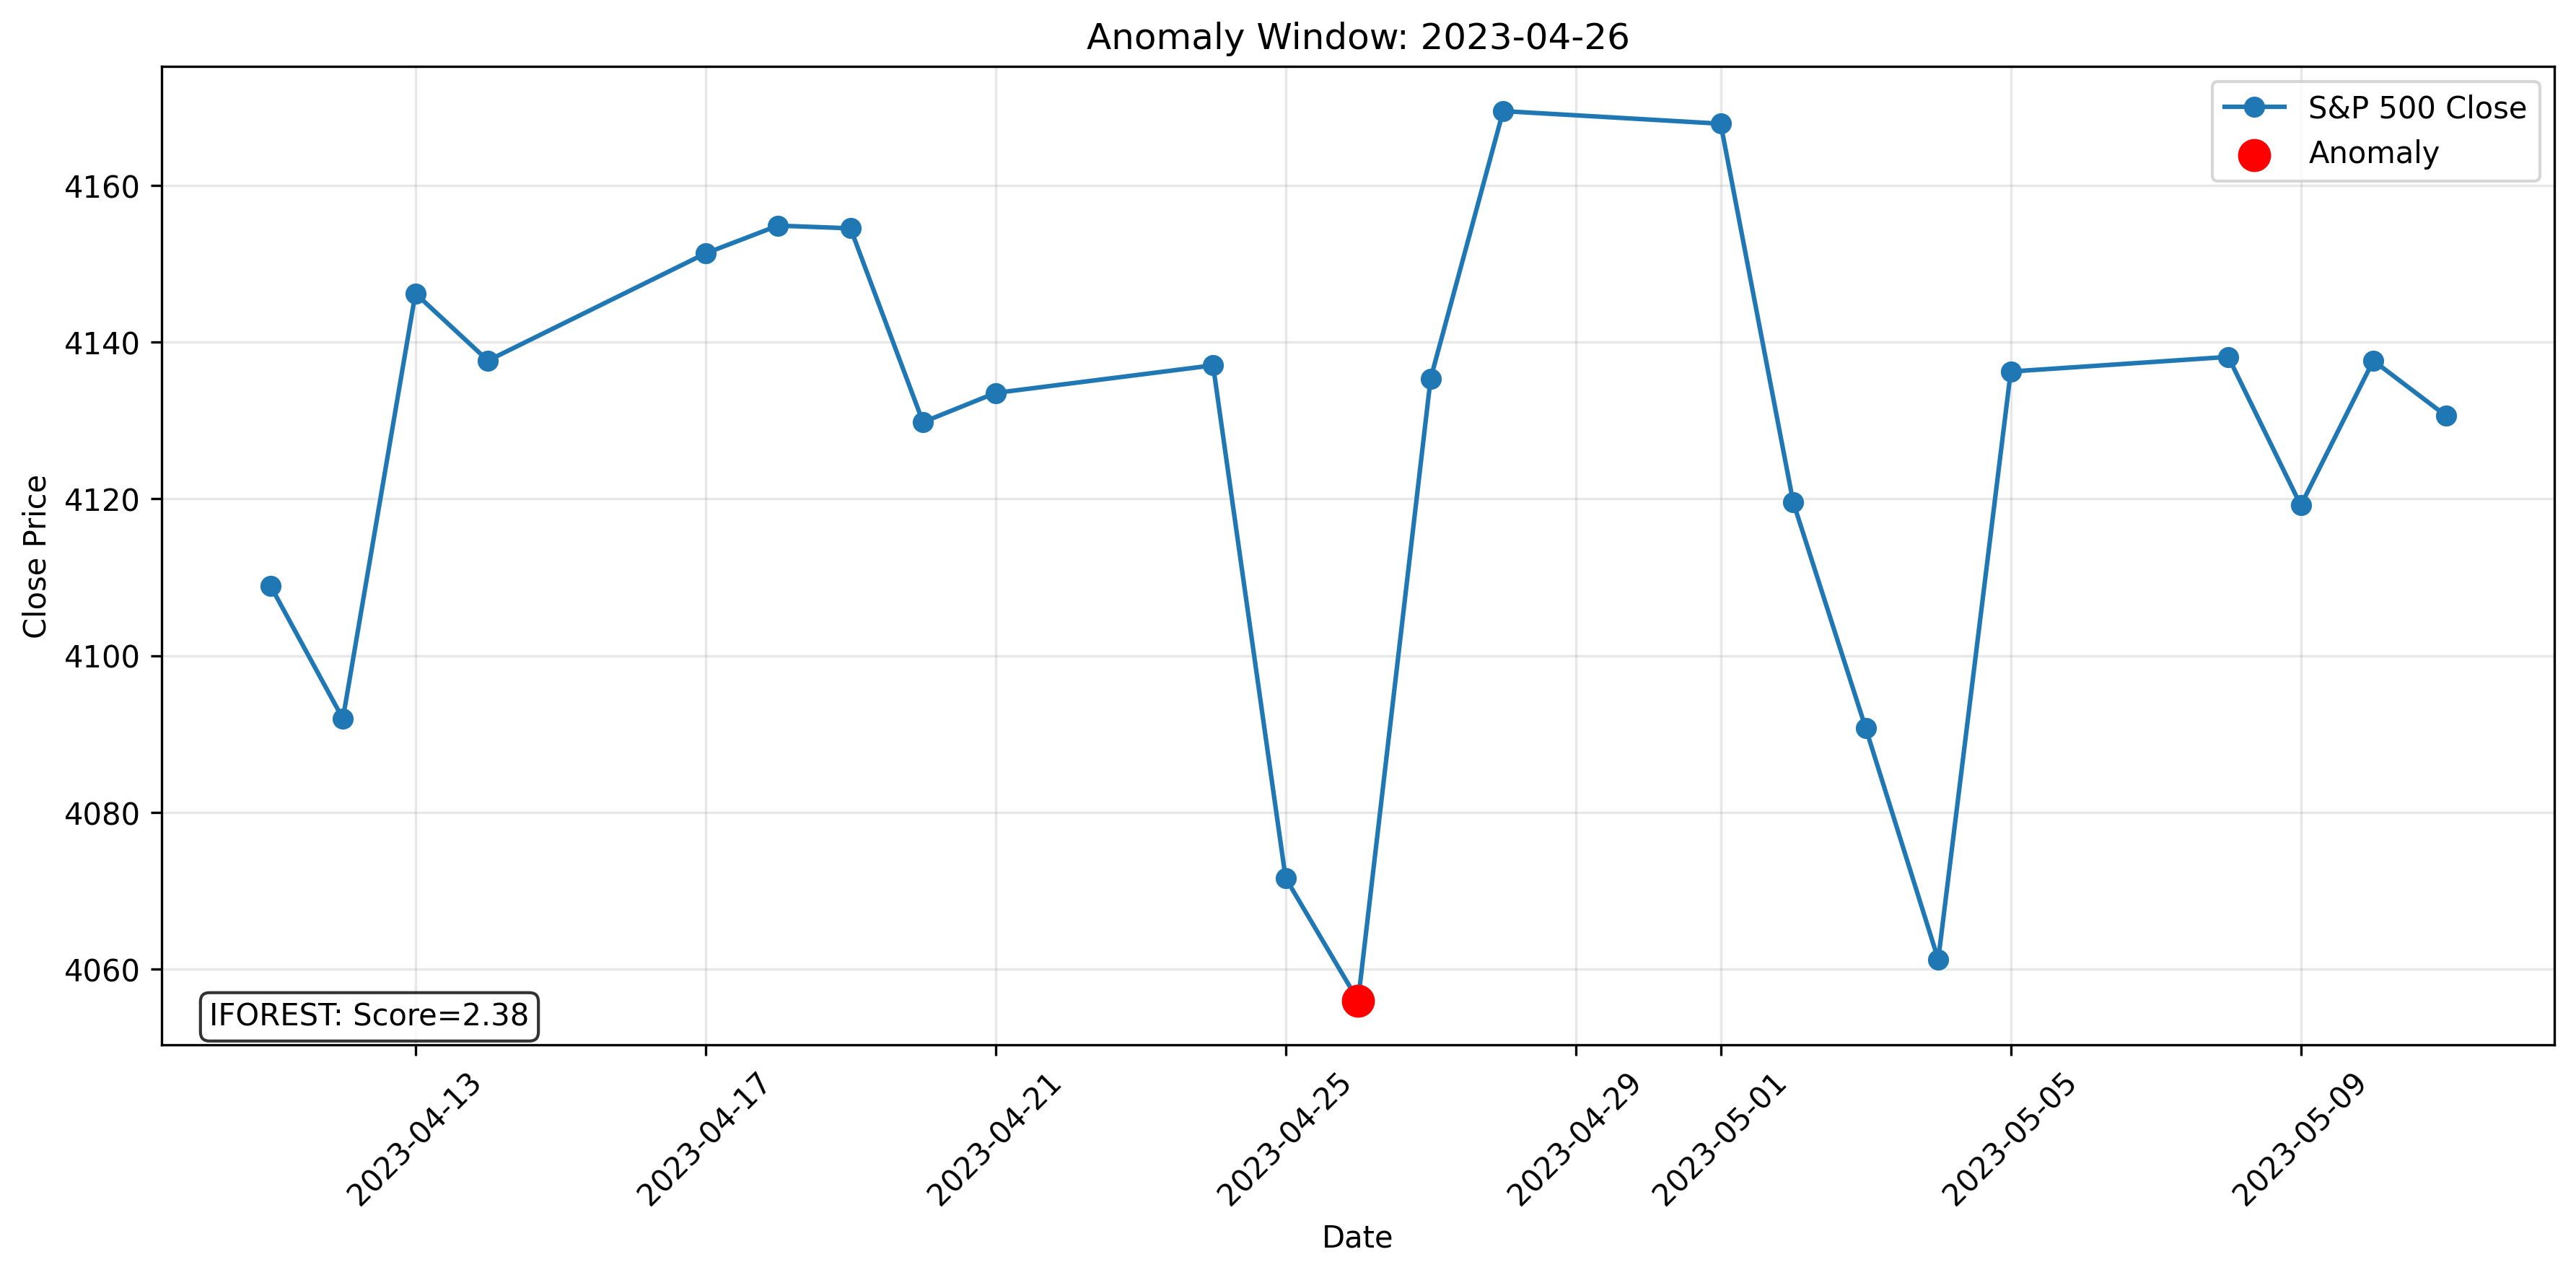 Anomaly Window: 2023-04-26
S&P 500 Close
Anomaly
Close Price
4160
4140
4120
4100
4080
4060
IFOREST: Score=2.38
2023-04-13
2023-04-17
2023-04-21
2023-04-25
2023-04-29
2023-05-01
2023-05-05
2023-05-09
Date